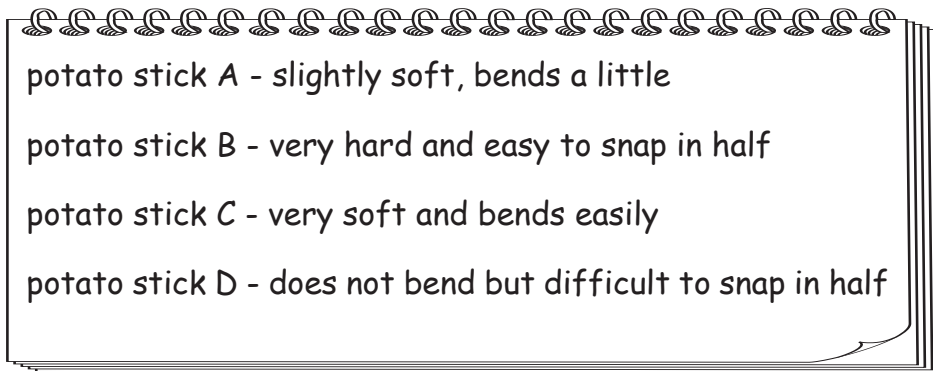 potato stick A - slightly soft, bends a little
potato stick B - very hard and easy to snap in half
potato stick C - very soft and bends easily
potato stick D - does not bend but difficult to snap in half